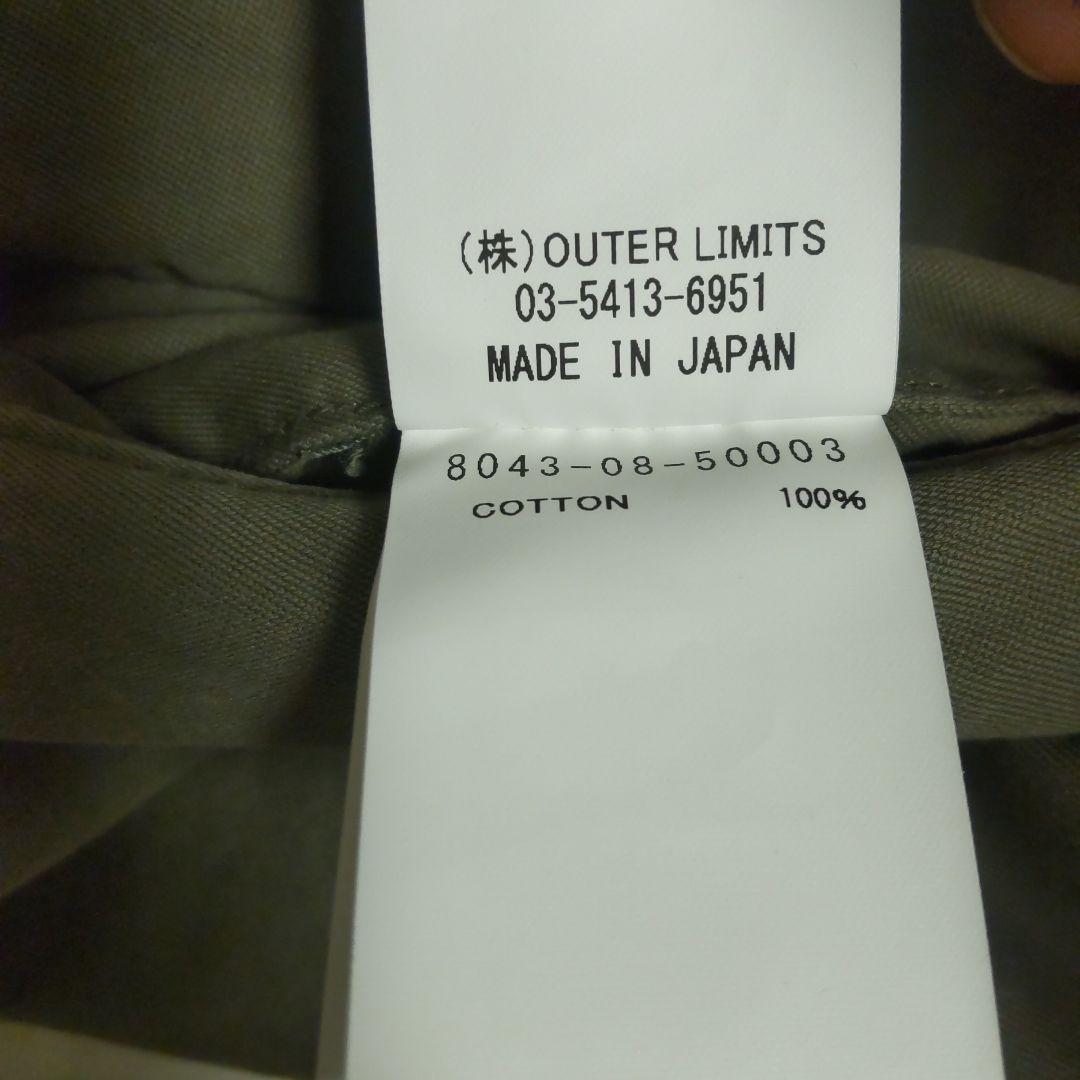 (株)OUTER LIMITS
03-5413-6951
MADE IN JAPAN
8043-08-50003
COTTON 100%